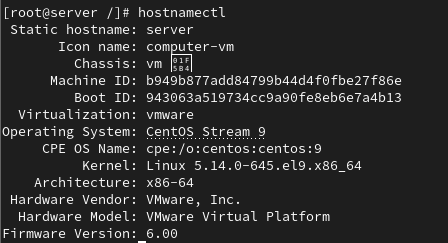 [root@server /]# hostnamectl
Static hostname: server
Icon name: computer-vm
Chassis: vm 🖴
Machine ID: b949b877add84799b44d4f0fbe27f86e
Boot ID: 943063a519734cc9a90fe8eb6e7a4b13
Virtualization: vmware
Operating System: CentOS Stream 9
CPE OS Name: cpe:/o:centos:centos:9
Kernel: Linux 5.14.0-645.el9.x86_64
Architecture: x86-64
Hardware Vendor: VMware, Inc.
Hardware Model: VMware Virtual Platform
Firmware Version: 6.00